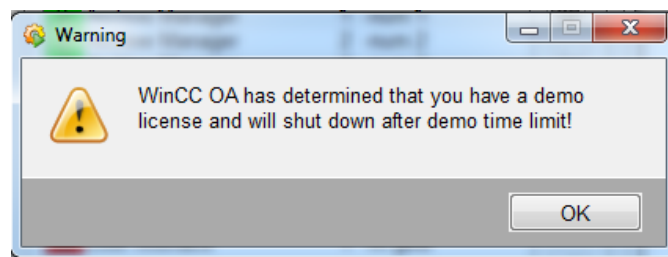 Warning
WinCC OA has determined that you have a demo
license and will shut down after demo time limit!
OK